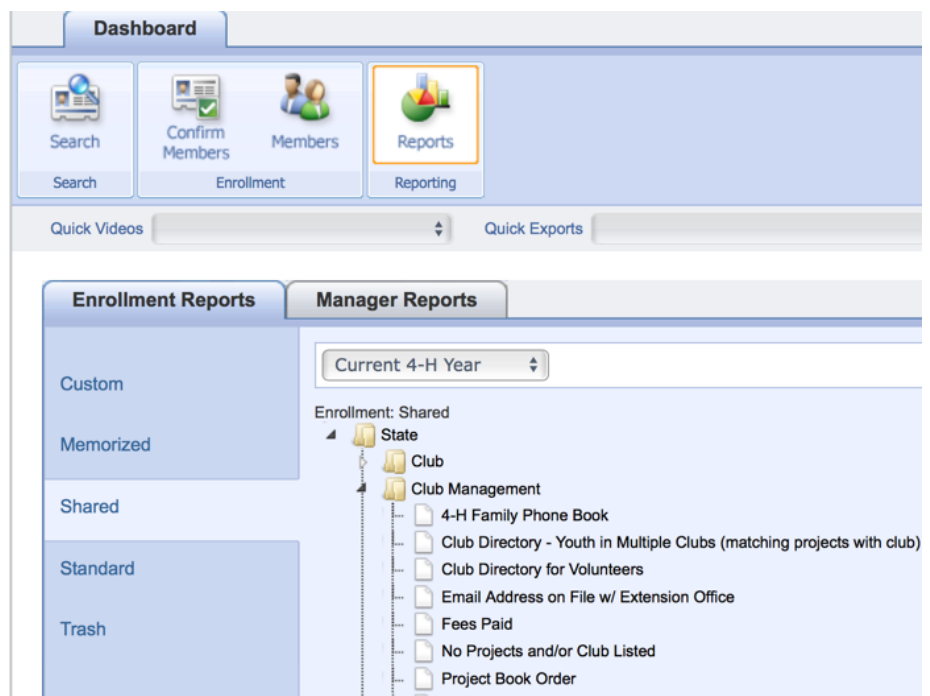 Dashboard
Search
Confirm
Members
Members
Reports
Search
Enrollment
Reporting
Quick Videos
Quick Exports
Enrollment Reports
Manager Reports
Custom
Memorized
Shared
Standard
Trash
Current 4-H Year
Enrollment: Shared
State
Club
Club Management
4-H Family Phone Book
Club Directory - Youth in Multiple Clubs (matching projects with club)
Club Directory for Volunteers
Email Address on File w/ Extension Office
Fees Paid
No Projects and/or Club Listed
Project Book Order